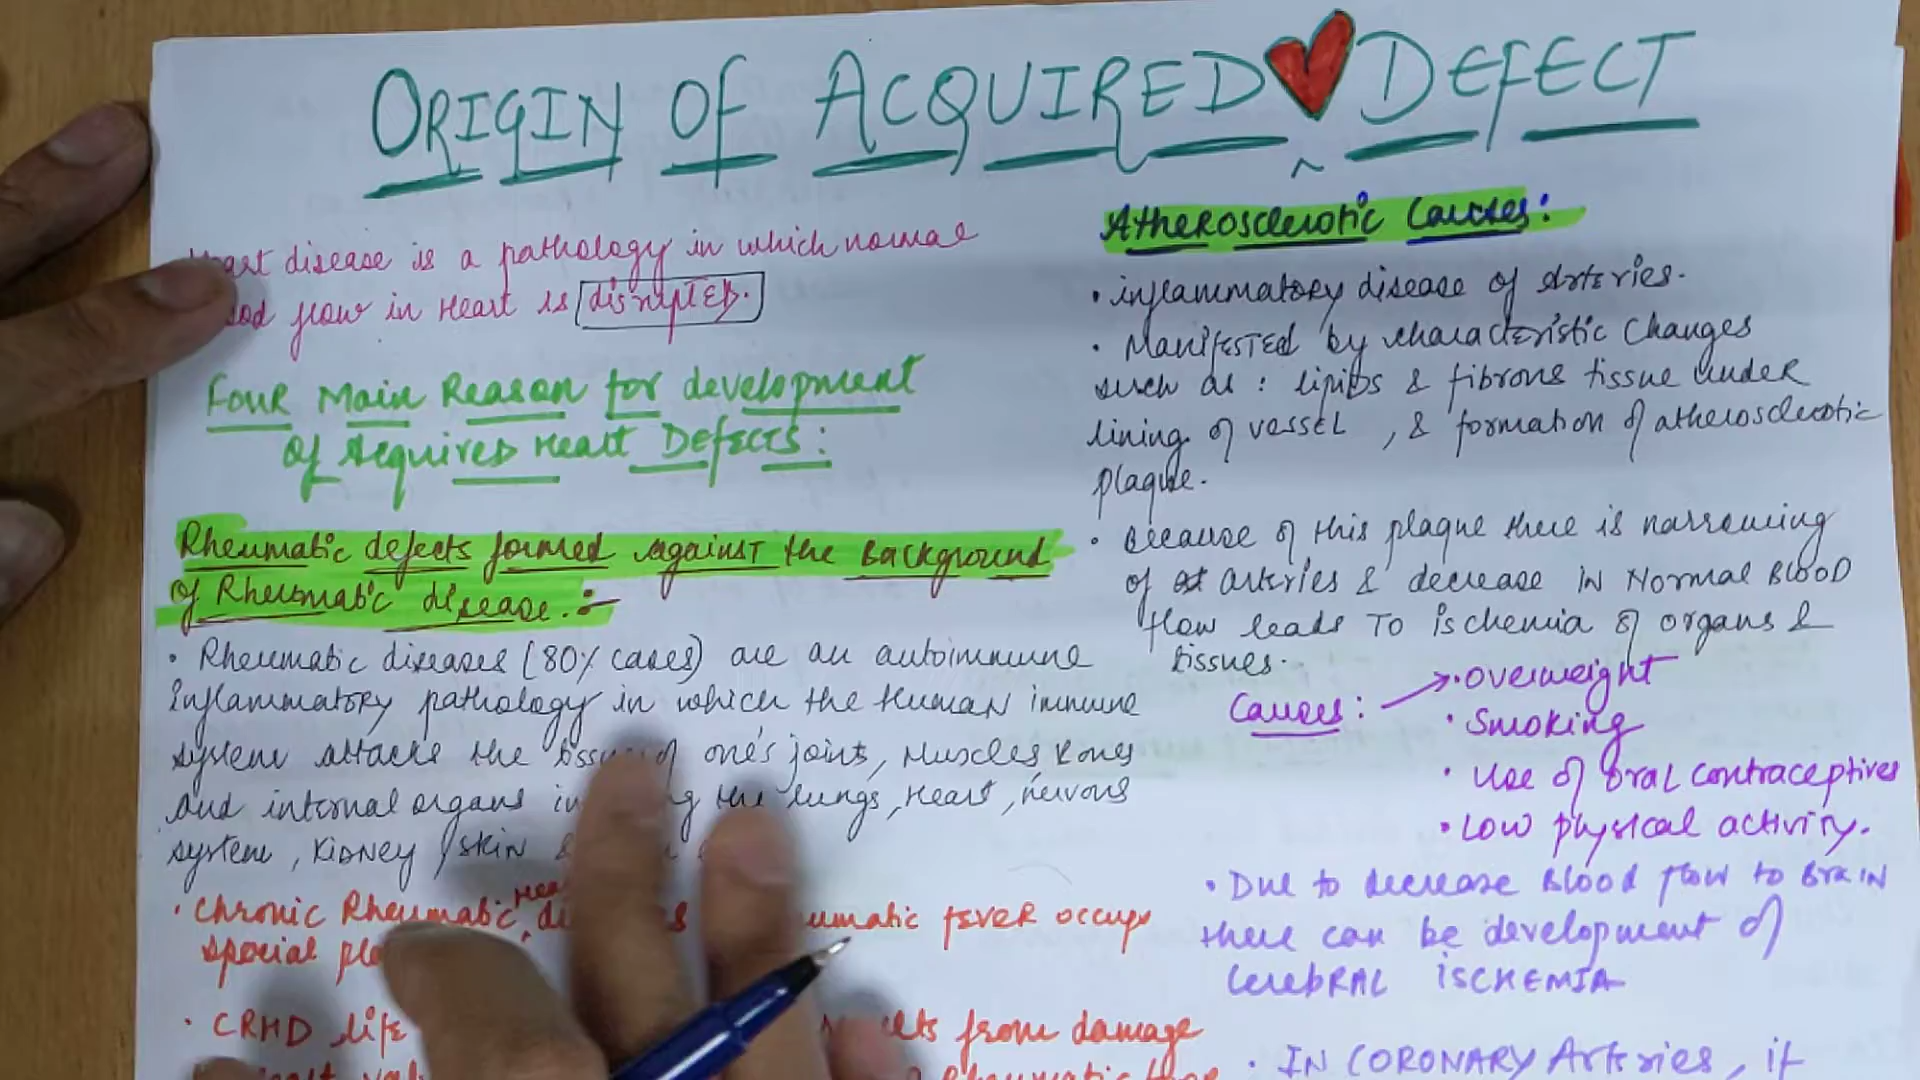 ORIGIN OF ACQUIRED DEFECT
disease is a pathology in which normal
flow in Heart is disrupted.
Four Main Reason for development
of Acquired Heart Defects:
Rheumatic defects formed against the Background
of Rheumatic disease :-
• Rheumatic diseases (80% cases) are an autoimmune
Inflammatory pathology in which the Human immune
system attacks the of one's joint, Muscles Bones
and internal organs the lungs, Heart, nervous
system, Kidney, skin
• Chronic Rheumatic fever occupy
special
• CRHD life from damage
Atherosclerotic Causes:
• inflammatory disease of Arteries.
• Manifested by characteristic Changes
such as: lipids & fibrous tissue under
lining of vessel, & formation of atherosclerotic
plaque.
• Because of this plaque there is narrowing
of arteries & decrease in Normal Blood
flow leads To ischemia of organs &
tissues.
Causes: → • overweight
• Smoking
• Use of Oral contraceptives
• Low physical activity.
• Due to decrease Blood flow to Brain
there can be development of
Cerebral ischemia
• IN CORONARY Arteries, if